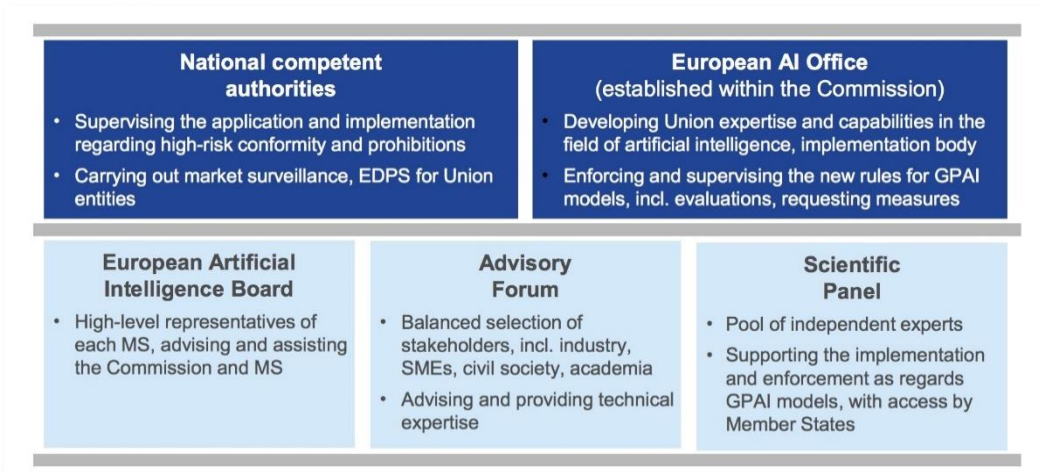 National competent
authorities
• Supervising the application and implementation
regarding high-risk conformity and prohibitions
• Carrying out market surveillance, EDPS for Union
entities
European AI Office
(established within the Commission)
• Developing Union expertise and capabilities in the
field of artificial intelligence, implementation body
• Enforcing and supervising the new rules for GPAI
models, incl. evaluations, requesting measures
European Artificial
Intelligence Board
• High-level representatives of
each MS, advising and assisting
the Commission and MS
Advisory
Forum
• Balanced selection of
stakeholders, incl. industry,
SMEs, civil society, academia
• Advising and providing technical
expertise
Scientific
Panel
• Pool of independent experts
• Supporting the implementation
and enforcement as regards
GPAI models, with access by
Member States